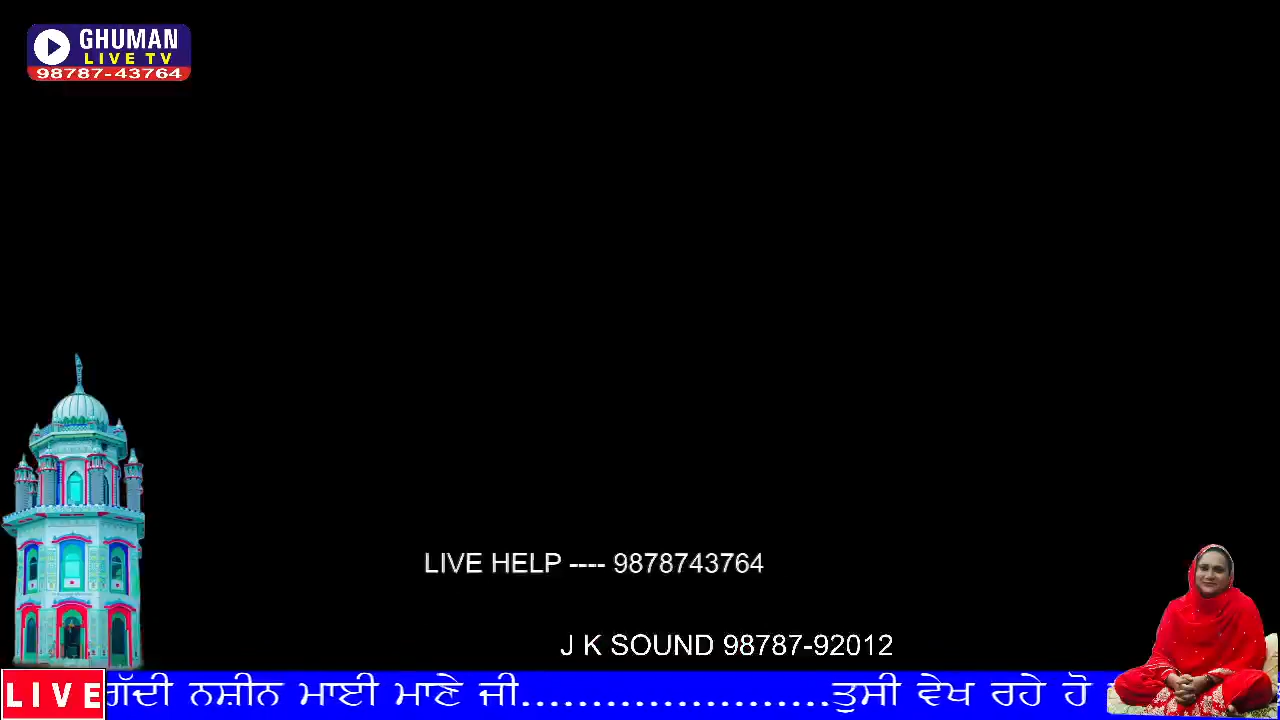 GHUMAN
LIVE TV
98787-43764
LIVE HELP ---- 9878743764
J K SOUND 98787-92012
LIVE
ਗੱਦੀ ਨਸ਼ੀਨ ਮਾਈ ਮਾਣੇ ਜੀ......................ਤੁਸੀ ਵੇਖ ਰਹੇ ਹੋ